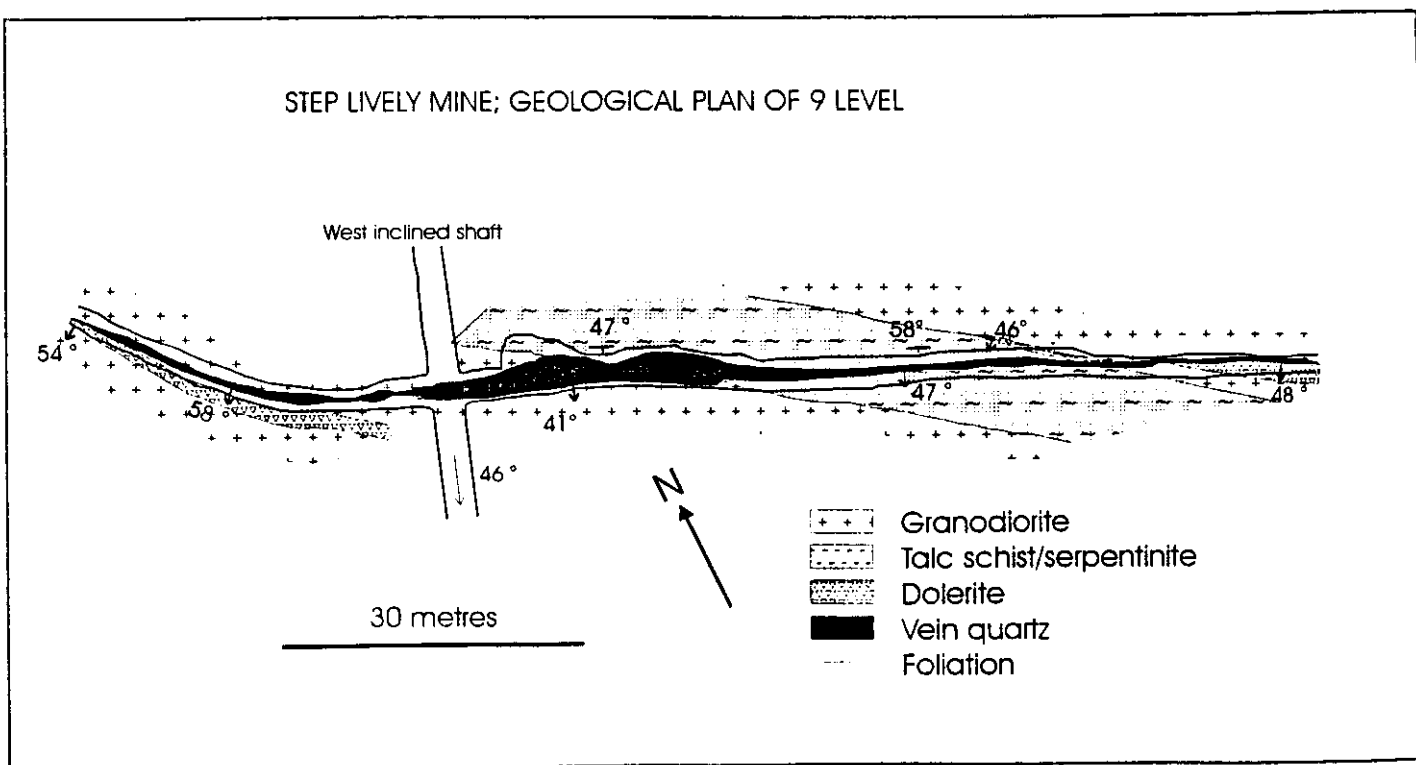 STEP LIVELY MINE; GEOLOGICAL PLAN OF 9 LEVEL
West inclined shaft
47°
58°
46°
54°
58
41°
47°
48°
46°
N
30 metres
Granodiorite
Talc schist/serpentinite
Dolerite
Vein quartz
Foliation